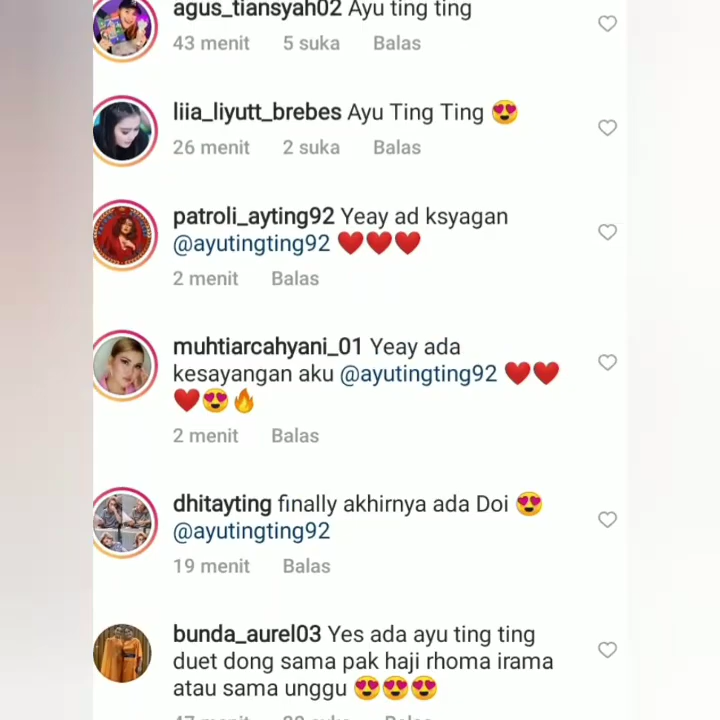 agus_tiansyah02 Ayu ting ting
43 menit 5 suka Balas
liia_liyutt_brebes Ayu Ting Ting 😍
26 menit 2 suka Balas
patroli_ayting92 Yeay ad ksyagan
@ayutingting92 ❤️❤️❤️
2 menit Balas
muhtiarcahyani_01 Yeay ada
kesayangan aku @ayutingting92 ❤️❤️
❤️😍🔥
2 menit Balas
dhitayting finally akhirnya ada Doi 😍
@ayutingting92
19 menit Balas
bunda_aurel03 Yes ada ayu ting ting
duet dong sama pak haji rhoma irama
atau sama unggu 😍😍😍